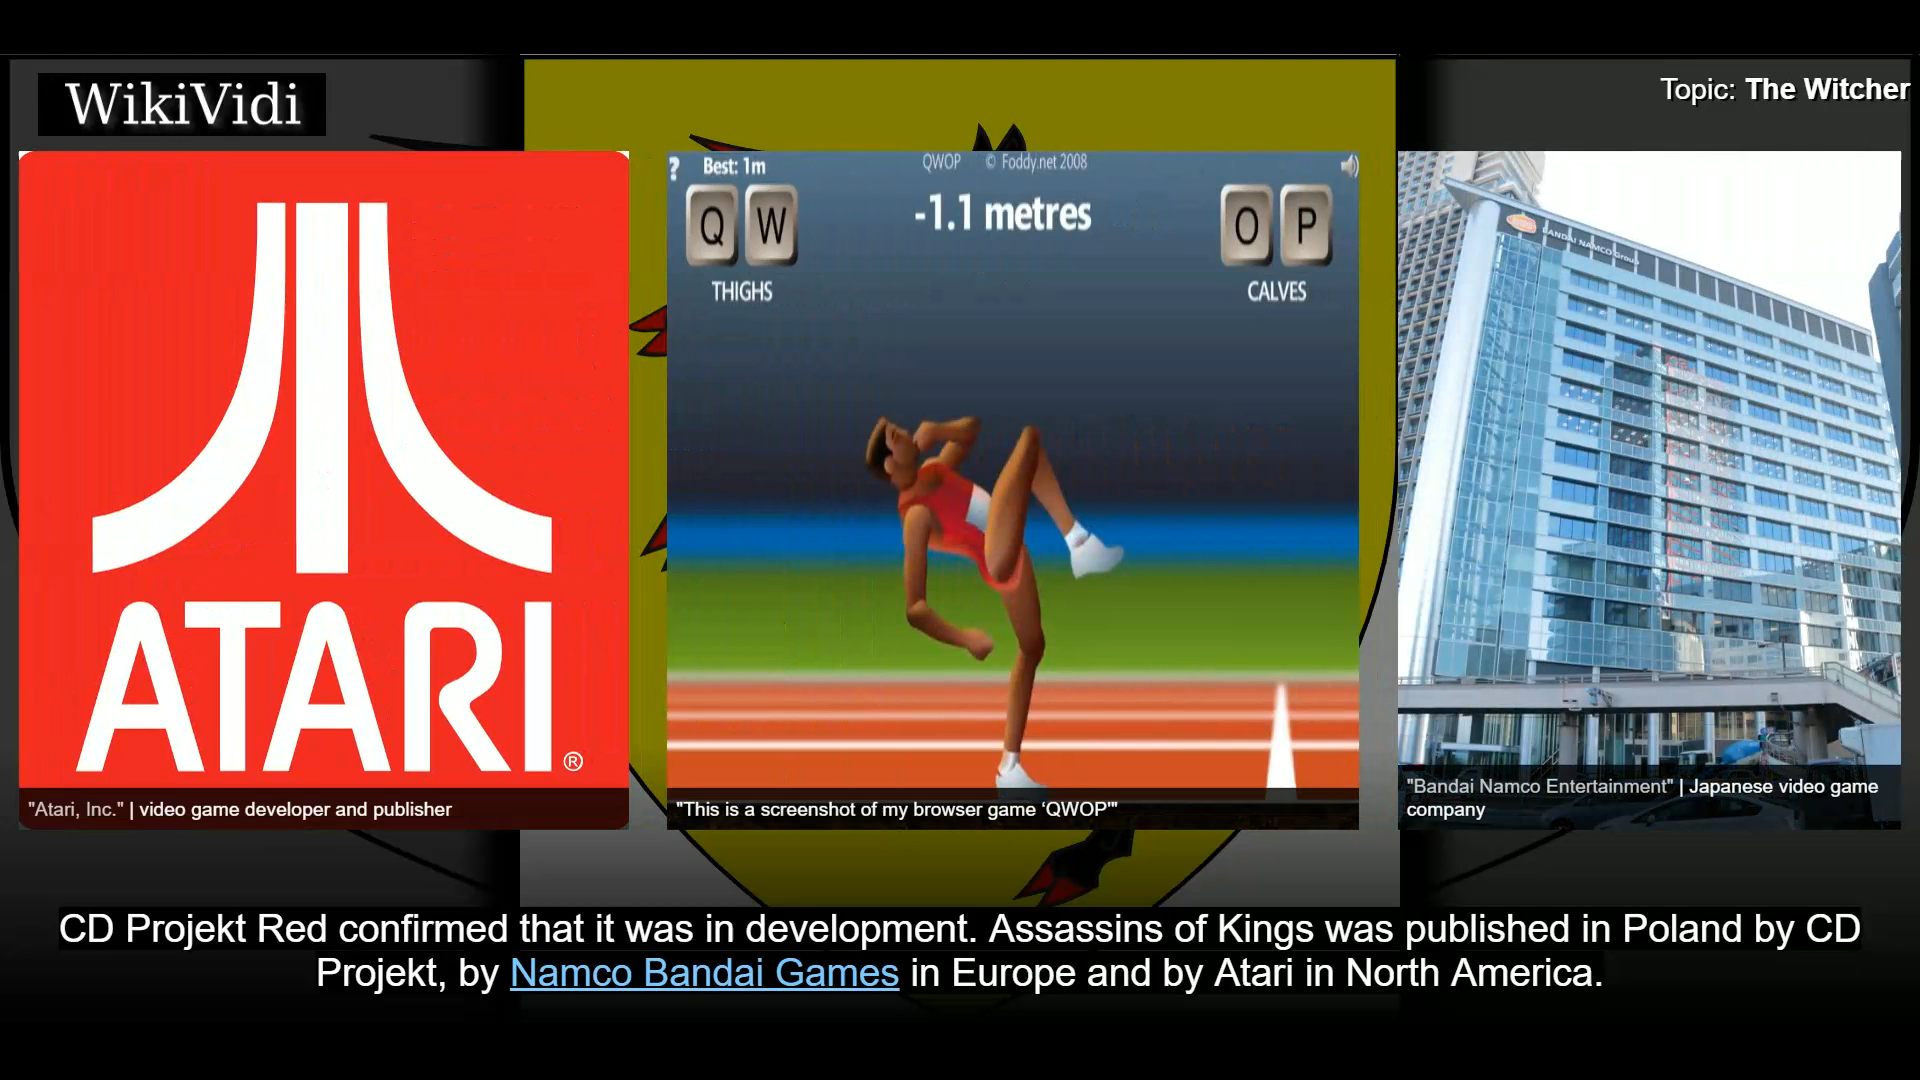 WikiVidi
Topic: The Witcher
ATARI®
"Atari, Inc." | video game developer and publisher
?
Best: 1m
QWOP © Foddy.net 2008
-1.1 metres
Q W
O P
THIGHS
CALVES
"This is a screenshot of my browser game ‘QWOP’"
BANDAI NAMCO Group
"Bandai Namco Entertainment" | Japanese video game
company
CD Projekt Red confirmed that it was in development. Assassins of Kings was published in Poland by CD
Projekt, by Namco Bandai Games in Europe and by Atari in North America.